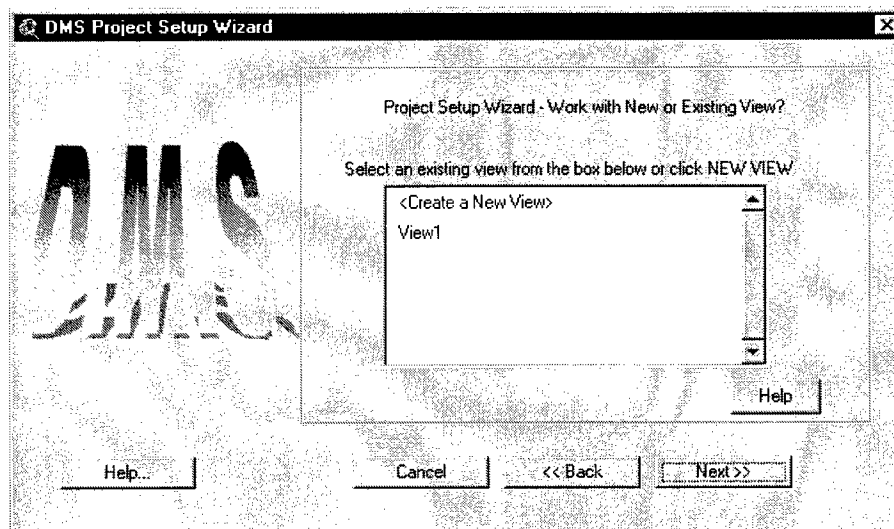 DMS Project Setup Wizard
Project Setup Wizard - Work with New or Existing View?
Select an existing view from the box below or click NEW VIEW
DMS
<Create a New View>
View1
Help
Help...
Cancel
<< Back
Next >>